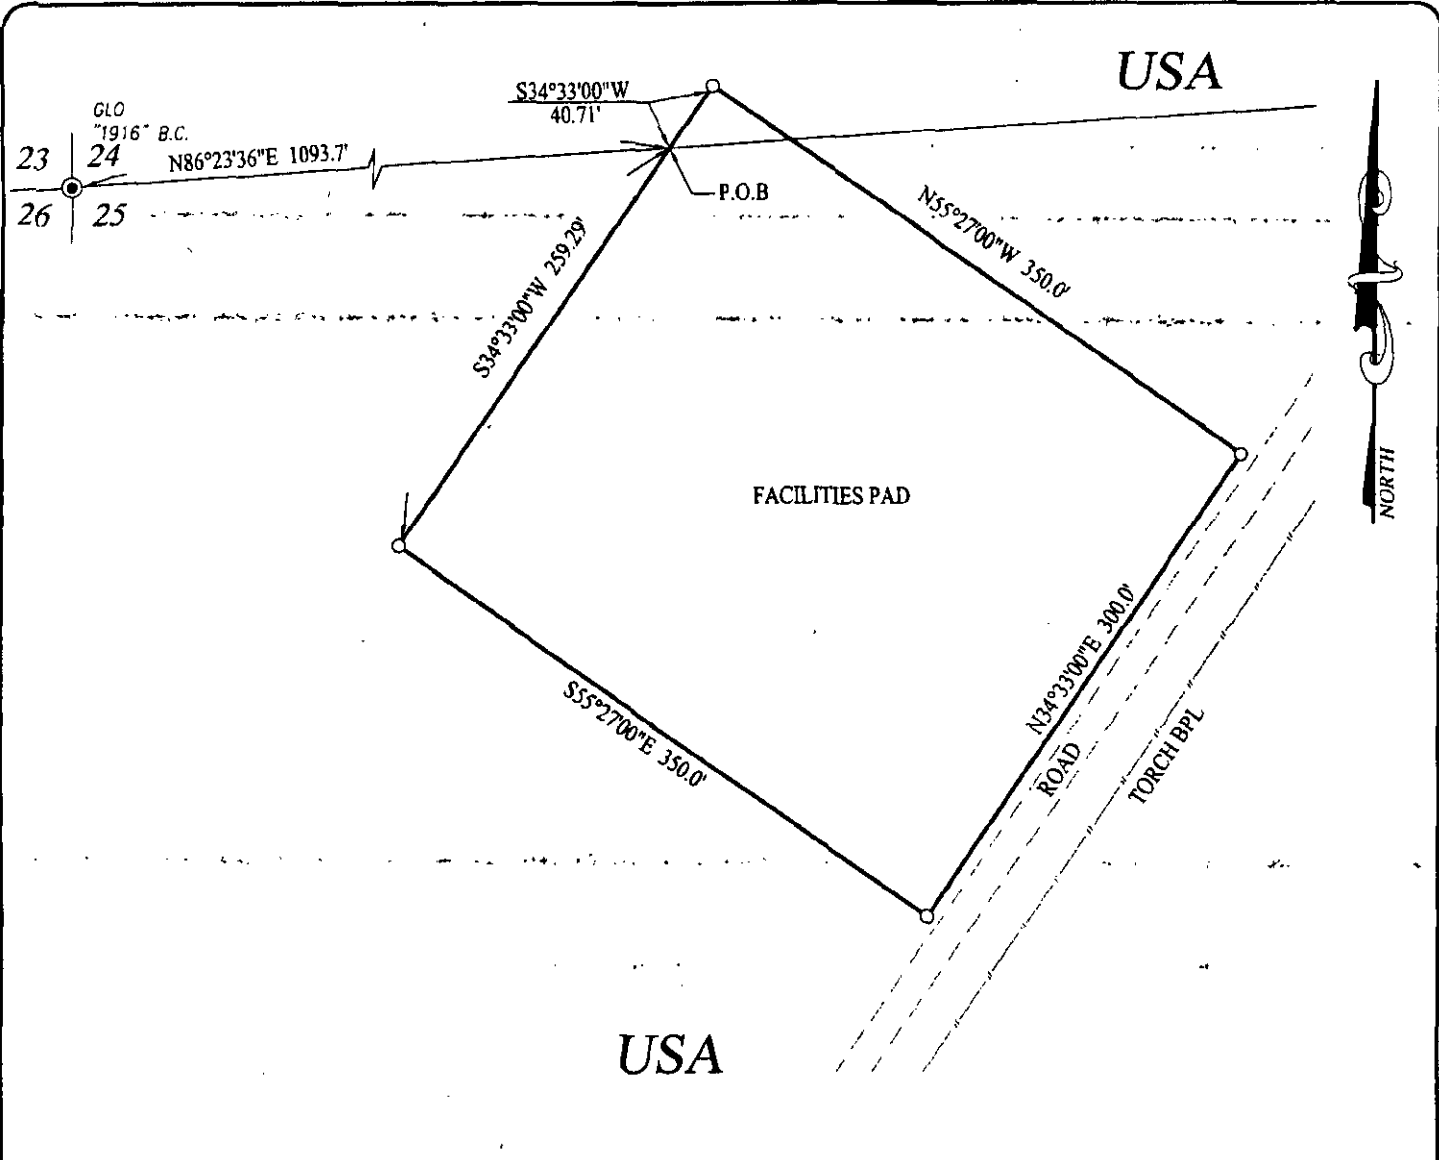 USA
S34°33'00"W
40.71'
GLO
"1916" B.C.
23 24
N86°23'36"E 1093.7'
26 25
P.O.B
N55°27'00"W 350.0'
S34°33'00"W 259.29'
FACILITIES PAD
NORTH
N34°33'00"E 300.0'
S55°27'00"E 350.0'
ROAD
TORCH BPL
USA